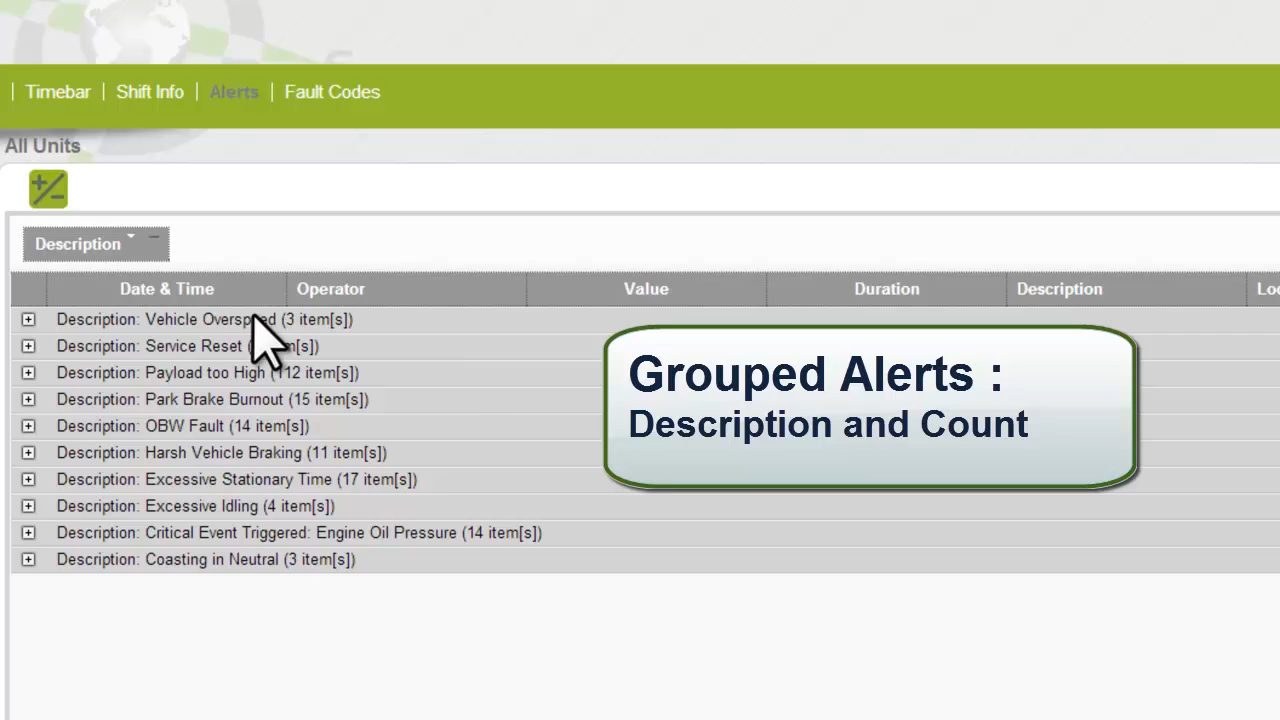 | Timebar | Shift Info | Alerts | Fault Codes
All Units
Description
Date & Time Operator Value Duration Description
Description: Vehicle Overspeed (3 item[s])
Description: Service Reset item[s])
Description: Payload too High (112 item[s])
Description: Park Brake Burnout (15 item[s])
Description: OBW Fault (14 item[s])
Description: Harsh Vehicle Braking (11 item[s])
Description: Excessive Stationary Time (17 item[s])
Description: Excessive Idling (4 item[s])
Description: Critical Event Triggered: Engine Oil Pressure (14 item[s])
Description: Coasting in Neutral (3 item[s])
Grouped Alerts :
Description and Count